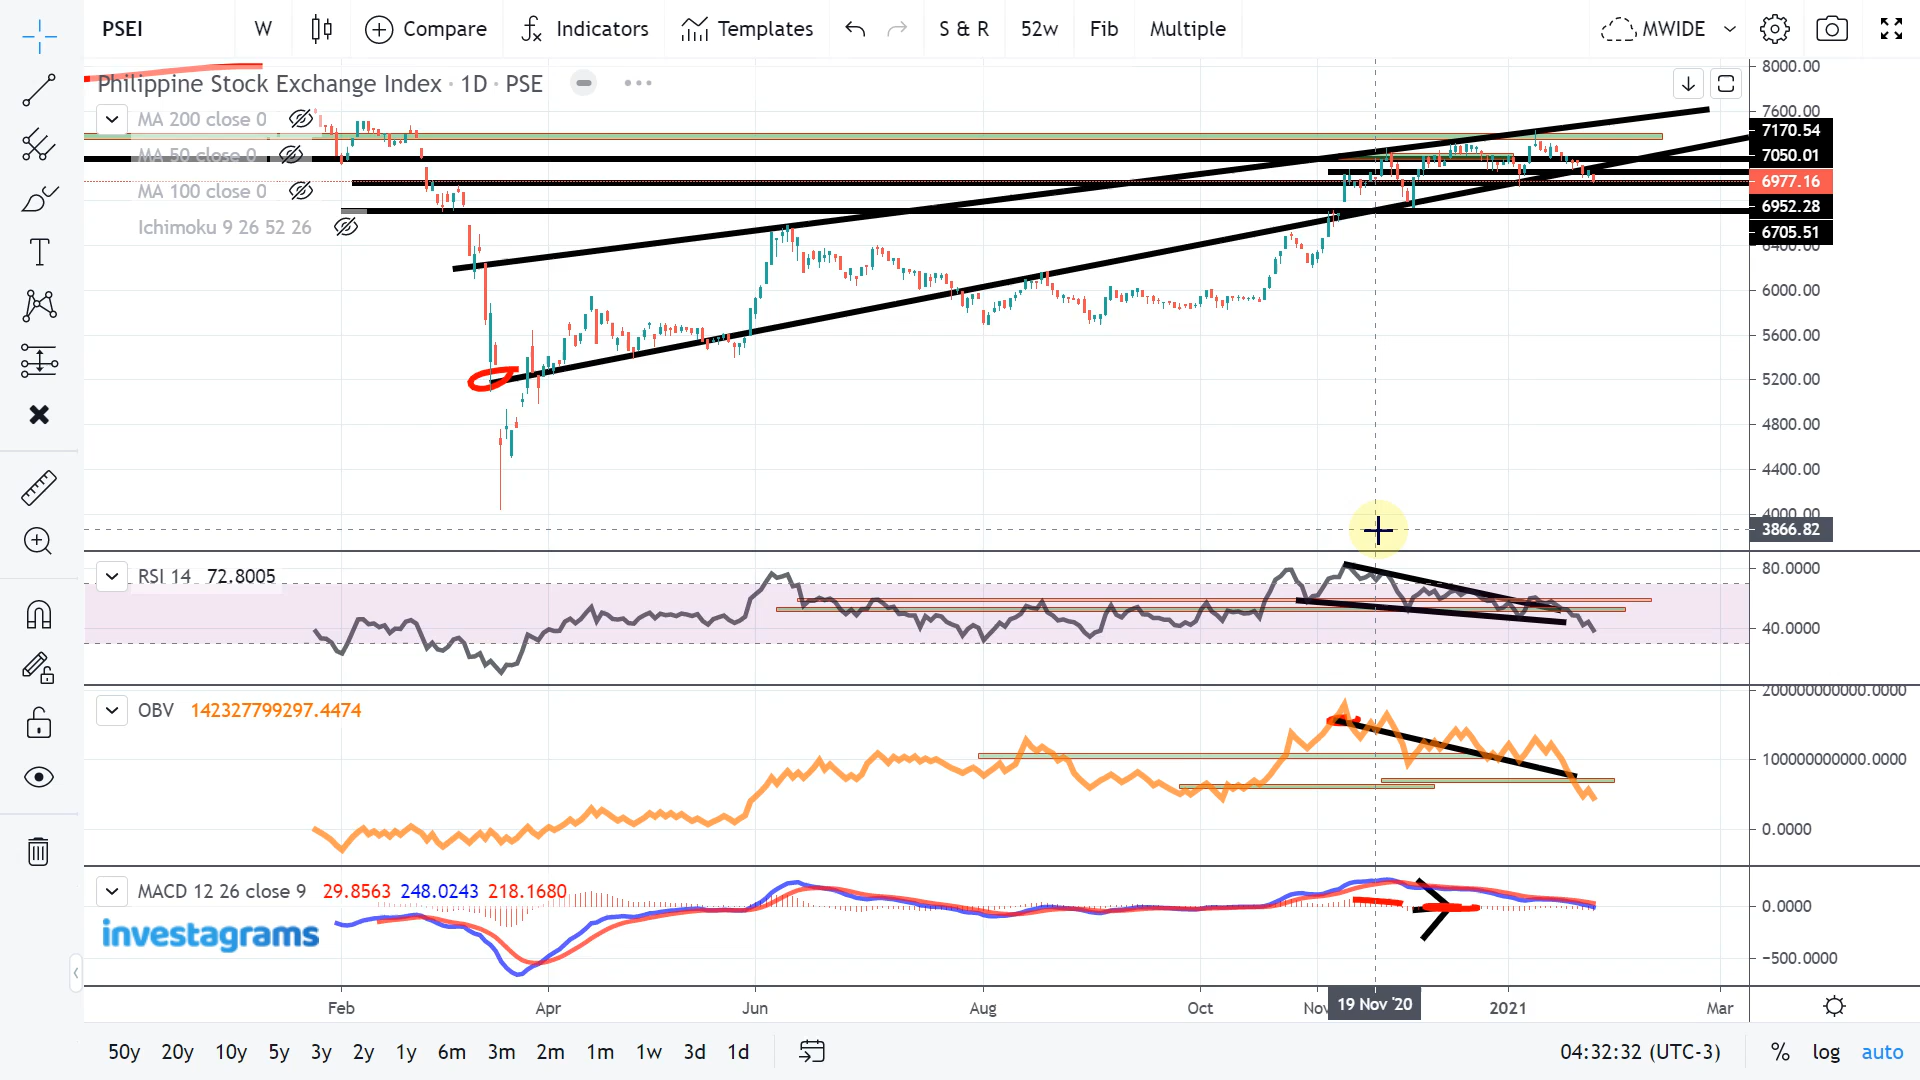 PSEI W Compare Indicators Templates S & R 52w Fib Multiple MWIDE
Philippine Stock Exchange Index · 1D · PSE
MA 200 close 0
MA 50 close 0
MA 100 close 0
Ichimoku 9 26 52 26
8000.00
7600.00
7170.54
7050.01
6977.16
6952.28
6705.51
6400.00
6000.00
5600.00
5200.00
4800.00
4400.00
4000.00
3866.82
RSI 14 72.8005
80.0000
40.0000
OBV 142327799297.4474
200000000000.0000
100000000000.0000
0.0000
MACD 12 26 close 9 29.8563 248.0243 218.1680
0.0000
−500.0000
investagrams
Feb Apr Jun Aug Oct Nov 19 Nov '20 2021 Mar
50y 20y 10y 5y 3y 2y 1y 6m 3m 2m 1m 1w 3d 1d 04:32:32 (UTC-3) % log auto